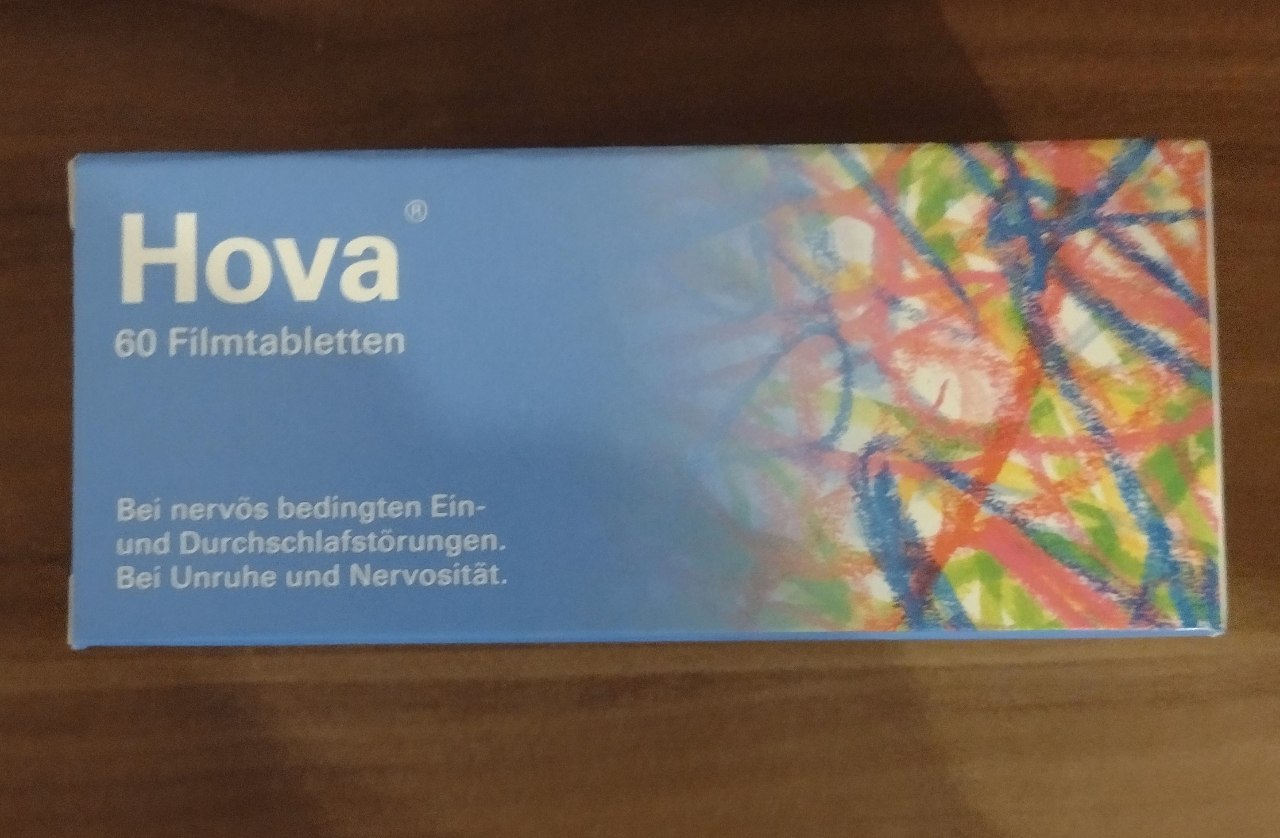 Hova®
60 Filmtabletten
Bei nervös bedingten Ein-
und Durchschlafstörungen.
Bei Unruhe und Nervosität.